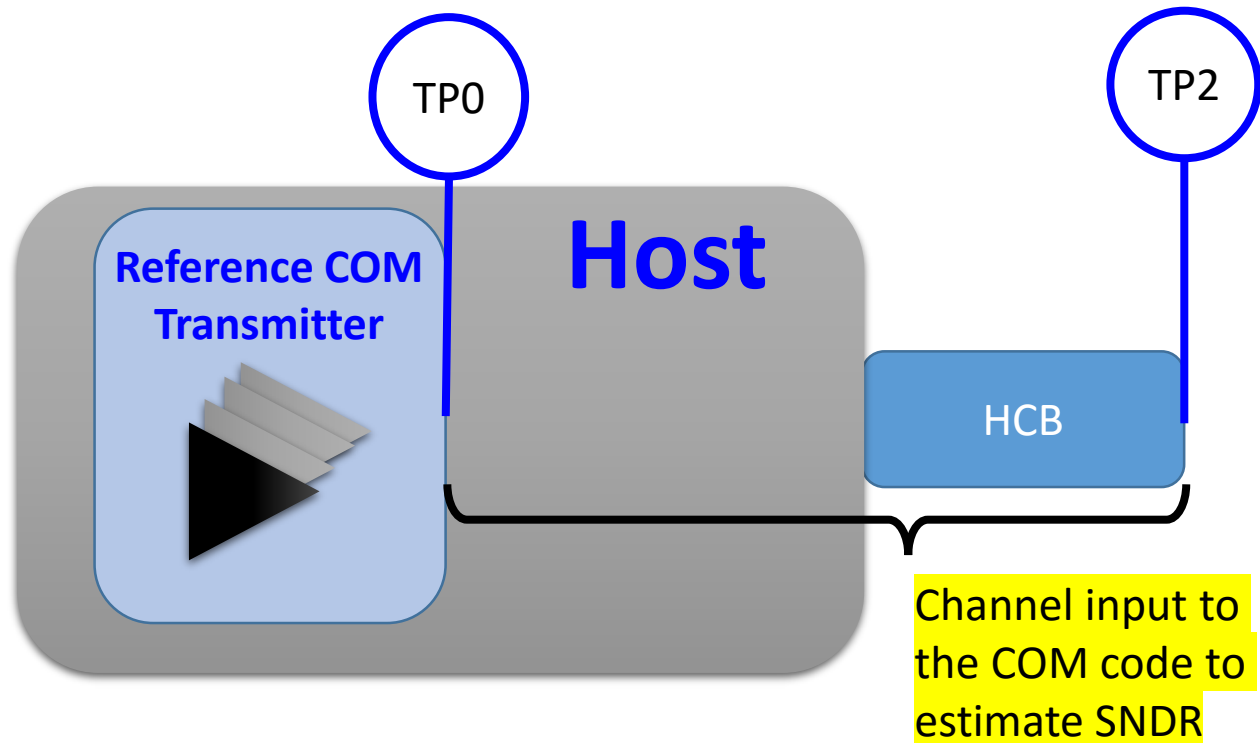 TP0
TP2
Host
Reference COM
Transmitter
HCB
Channel input to
the COM code to
estimate SNDR